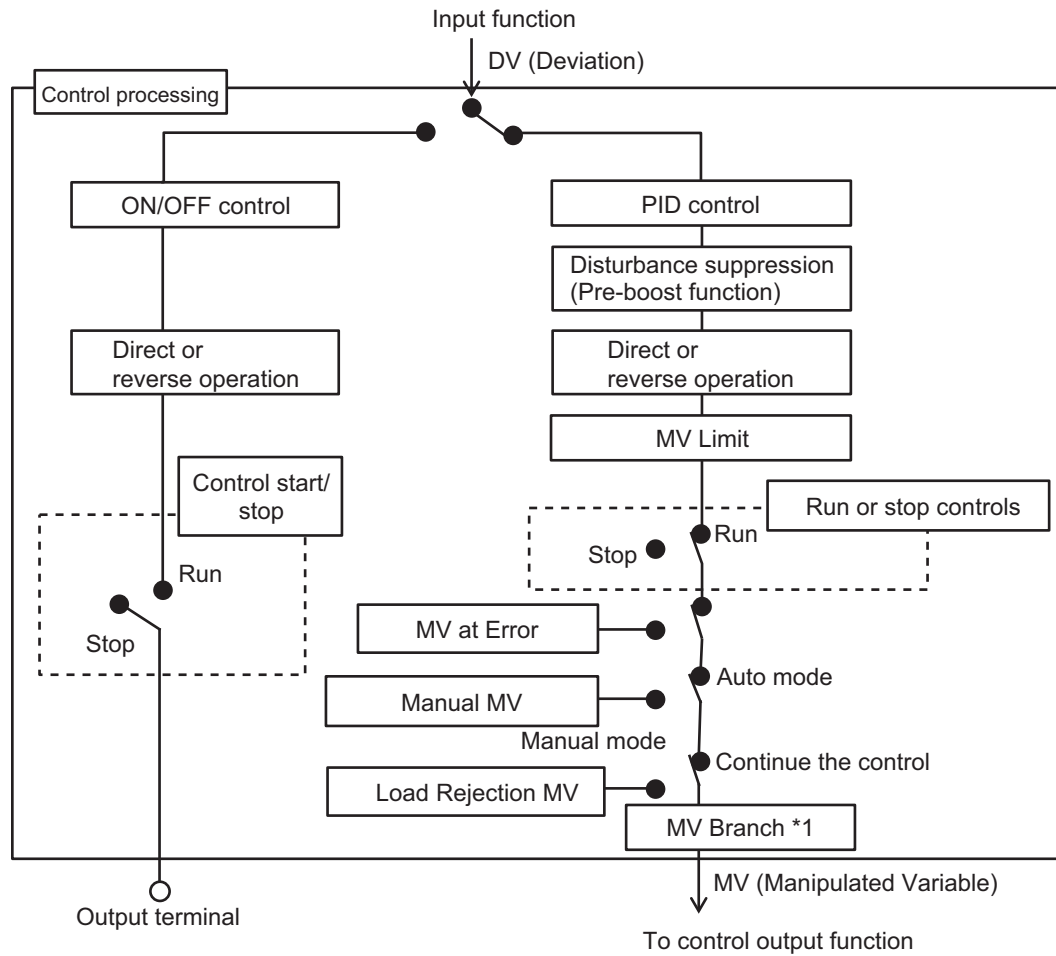 Input function
DV (Deviation)
Control processing
ON/OFF control
PID control
Disturbance suppression
(Pre-boost function)
Direct or
reverse operation
Direct or
reverse operation
MV Limit
Control start/
stop
Run or stop controls
Run
Stop
Run
Stop
MV at Error
Auto mode
Manual MV
Manual mode
Continue the control
Load Rejection MV
MV Branch *1
MV (Manipulated Variable)
Output terminal
To control output function